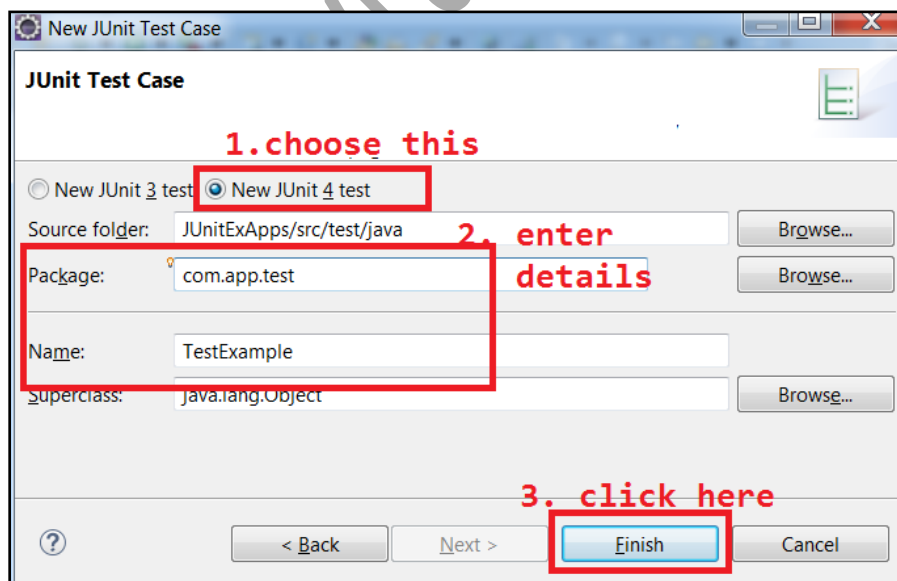 New JUnit Test Case
JUnit Test Case
1.choose this
New JUnit 3 test New JUnit 4 test
Source folder: JUnitExApps/src/test/java Browse...
2. enter
details
Package: com.app.test Browse...
Name: TestExample
Superclass: java.lang.Object Browse...
3. click here
< Back Next > Finish Cancel